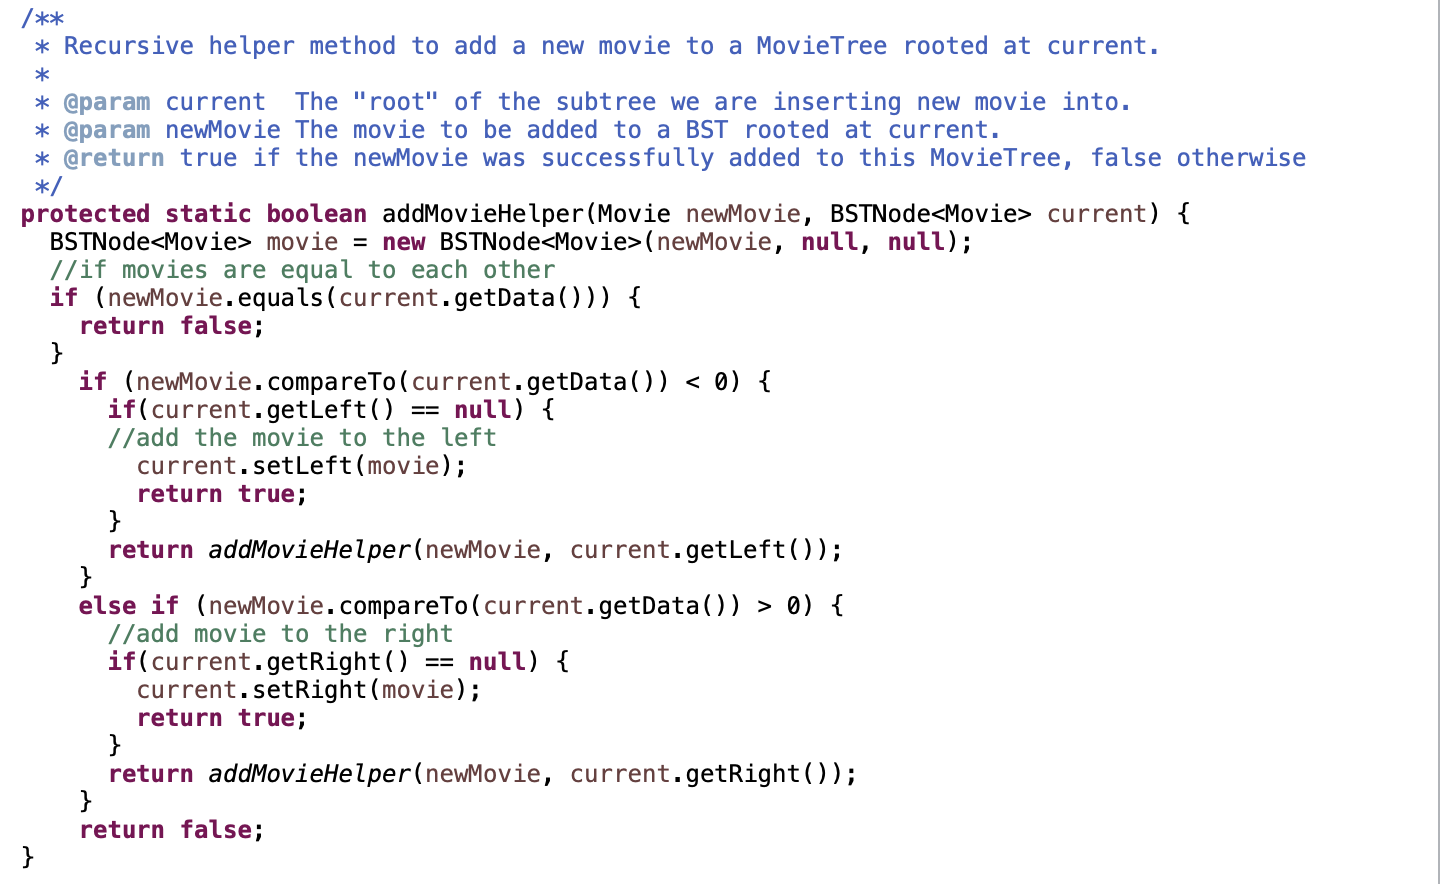 /**
 * Recursive helper method to add a new movie to a MovieTree rooted at current.
 *
 * @param current  The "root" of the subtree we are inserting new movie into.
 * @param newMovie The movie to be added to a BST rooted at current.
 * @return true if the newMovie was successfully added to this MovieTree, false otherwise
 */
protected static boolean addMovieHelper(Movie newMovie, BSTNode<Movie> current) {
  BSTNode<Movie> movie = new BSTNode<Movie>(newMovie, null, null);
  //if movies are equal to each other
  if (newMovie.equals(current.getData())) {
    return false;
  }
    if (newMovie.compareTo(current.getData()) < 0) {
      if(current.getLeft() == null) {
      //add the movie to the left
        current.setLeft(movie);
        return true;
      }
      return addMovieHelper(newMovie, current.getLeft());
    }
    else if (newMovie.compareTo(current.getData()) > 0) {
      //add movie to the right
      if(current.getRight() == null) {
        current.setRight(movie);
        return true;
      }
      return addMovieHelper(newMovie, current.getRight());
    }
    return false;
}